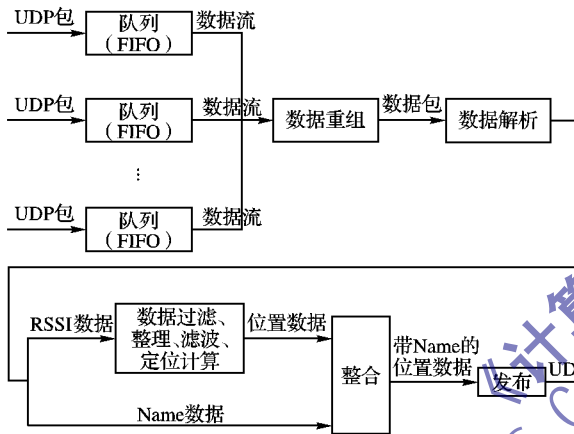 UDP包
队列
(FIFO)
数据流
UDP包
队列
(FIFO)
数据流
数据重组
数据包
数据解析
⋮
UDP包
队列
(FIFO)
数据流
RSSI数据
数据过滤、
整理、滤波、
定位计算
位置数据
整合
带Name的
位置数据
发布
UD
Name数据
《计算